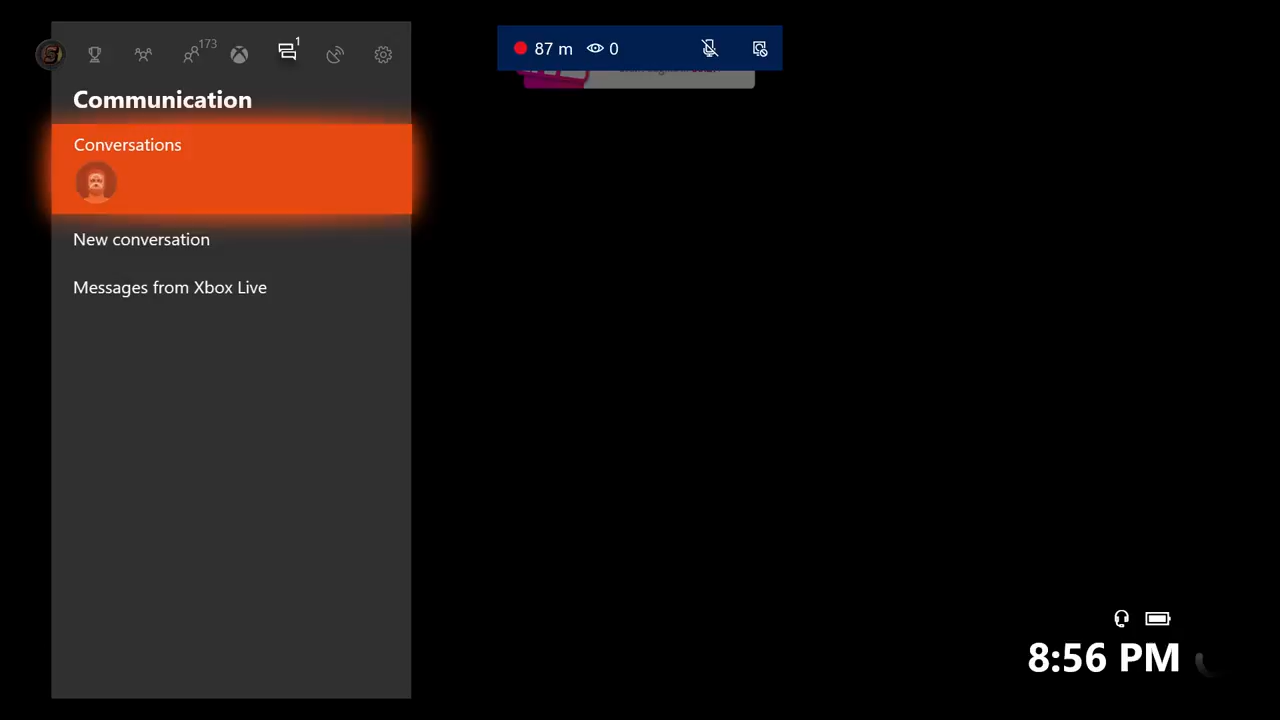 173
1
87 m 0
Communication
Conversations
New conversation
Messages from Xbox Live
8:56 PM